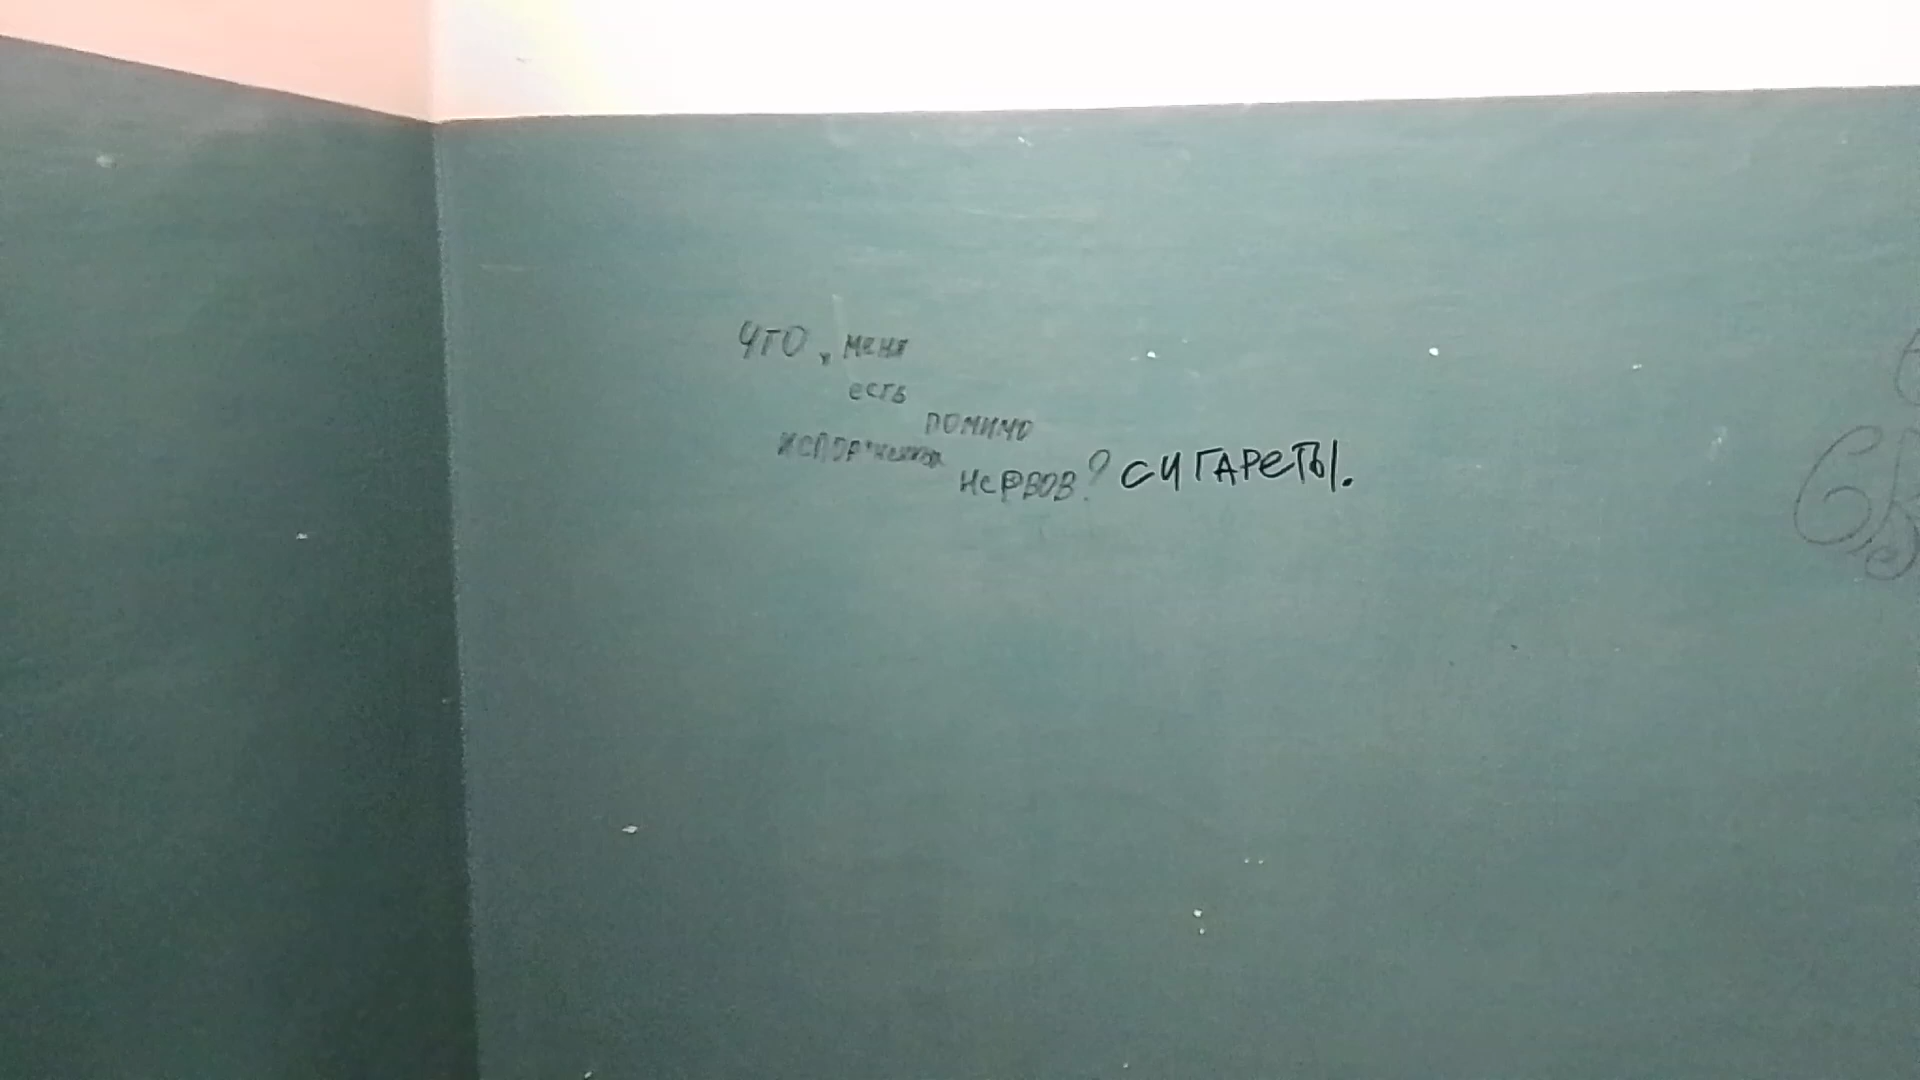 что у меня
есть
помимо
испорченных
нервов? сигареты.